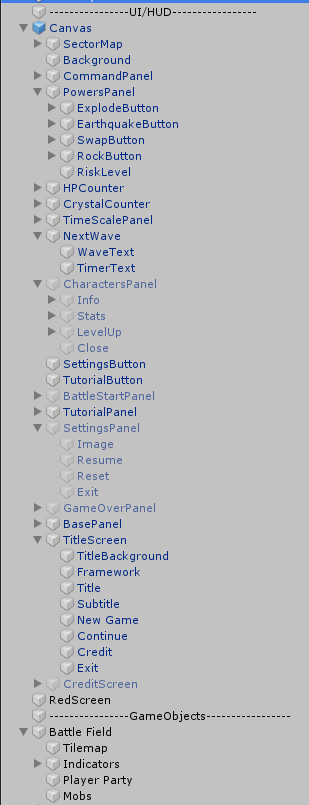 -----------------UI/HUD------------------
Canvas
SectorMap
Background
CommandPanel
PowersPanel
ExplodeButton
EarthquakeButton
SwapButton
RockButton
RiskLevel
HPCounter
CrystalCounter
TimeScalePanel
NextWave
WaveText
TimerText
CharactersPanel
Info
Stats
LevelUp
Close
SettingsButton
TutorialButton
BattleStartPanel
TutorialPanel
SettingsPanel
Image
Resume
Reset
Exit
GameOverPanel
BasePanel
TitleScreen
TitleBackground
Framework
Title
Subtitle
New Game
Continue
Credit
Exit
CreditScreen
RedScreen
-----------------GameObjects------------------
Battle Field
Tilemap
Indicators
Player Party
Mobs